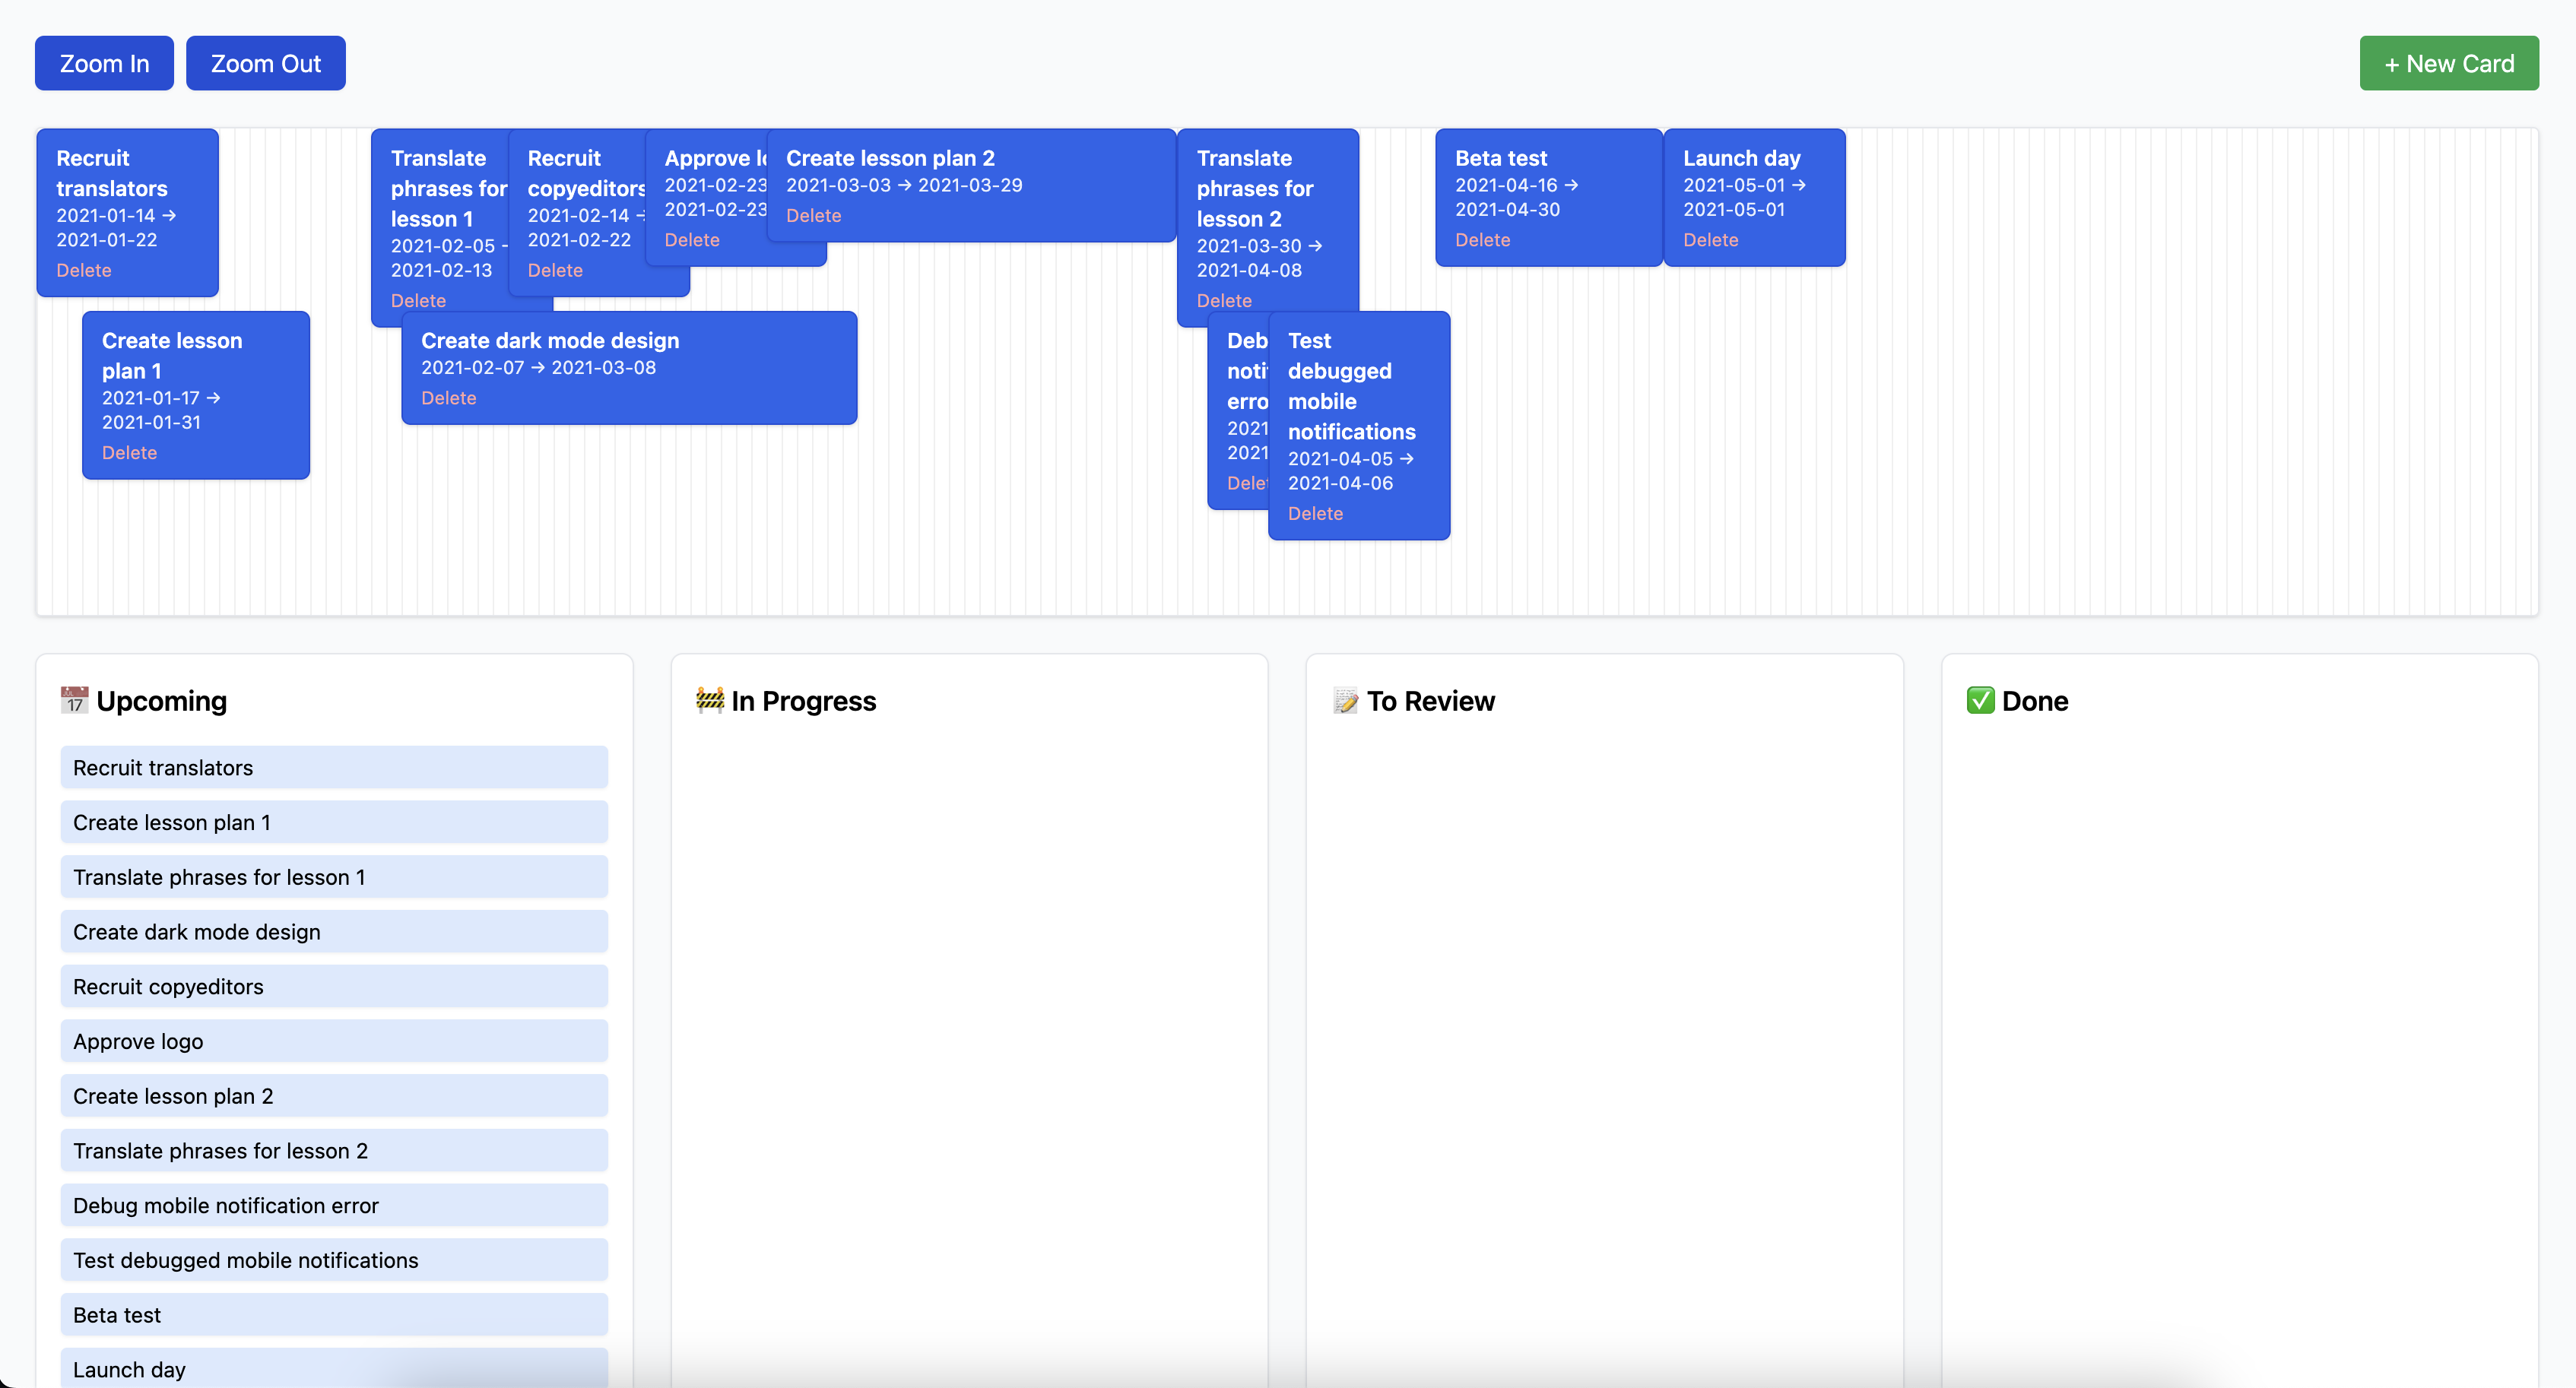 Zoom In
Zoom Out
+ New Card
Recruit
translators
2021-01-14 →
2021-01-22
Delete
Translate
phrases for
lesson 1
2021-02-05
2021-02-13
Delete
Recruit
copyeditors
2021-02-14
2021-02-22
Delete
Approve
2021-02-23
2021-02-23
Delete
Create lesson plan 2
2021-03-03 → 2021-03-29
Delete
Translate
phrases for
lesson 2
2021-03-30 →
2021-04-08
Delete
Beta test
2021-04-16 →
2021-04-30
Delete
Launch day
2021-05-01 →
2021-05-01
Delete
Create lesson
plan 1
2021-01-17 →
2021-01-31
Delete
Create dark mode design
2021-02-07 → 2021-03-08
Delete
Test
debugged
mobile
notifications
2021-04-05 →
2021-04-06
Delete
17 Upcoming
Recruit translators
Create lesson plan 1
Translate phrases for lesson 1
Create dark mode design
Recruit copyeditors
Approve logo
Create lesson plan 2
Translate phrases for lesson 2
Debug mobile notification error
Test debugged mobile notifications
Beta test
Launch day
In Progress
To Review
Done